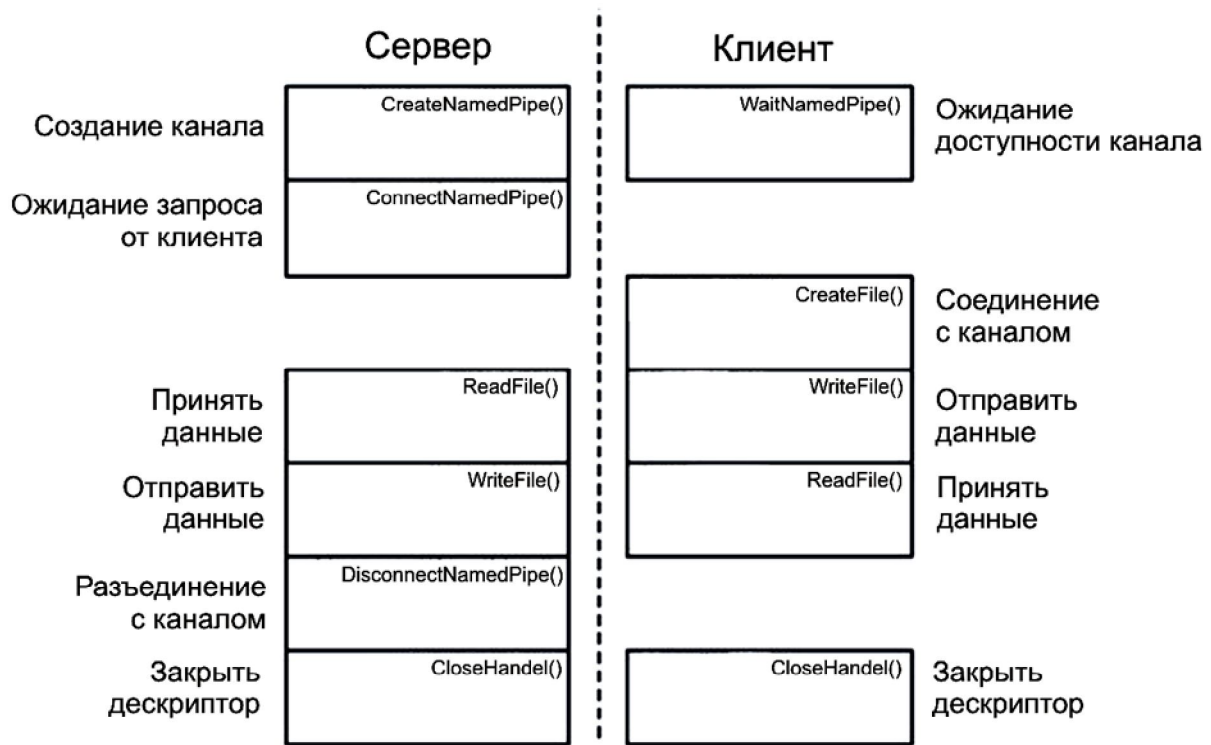 Сервер
Клиент
Создание канала
CreateNamedPipe()
WaitNamedPipe()
Ожидание
доступности канала
Ожидание запроса
от клиента
ConnectNamedPipe()
CreateFile()
Соединение
с каналом
Принять
данные
ReadFile()
WriteFile()
Отправить
данные
Отправить
данные
WriteFile()
ReadFile()
Принять
данные
Разъединение
с каналом
DisconnectNamedPipe()
Закрыть
дескриптор
CloseHandel()
CloseHandel()
Закрыть
дескриптор